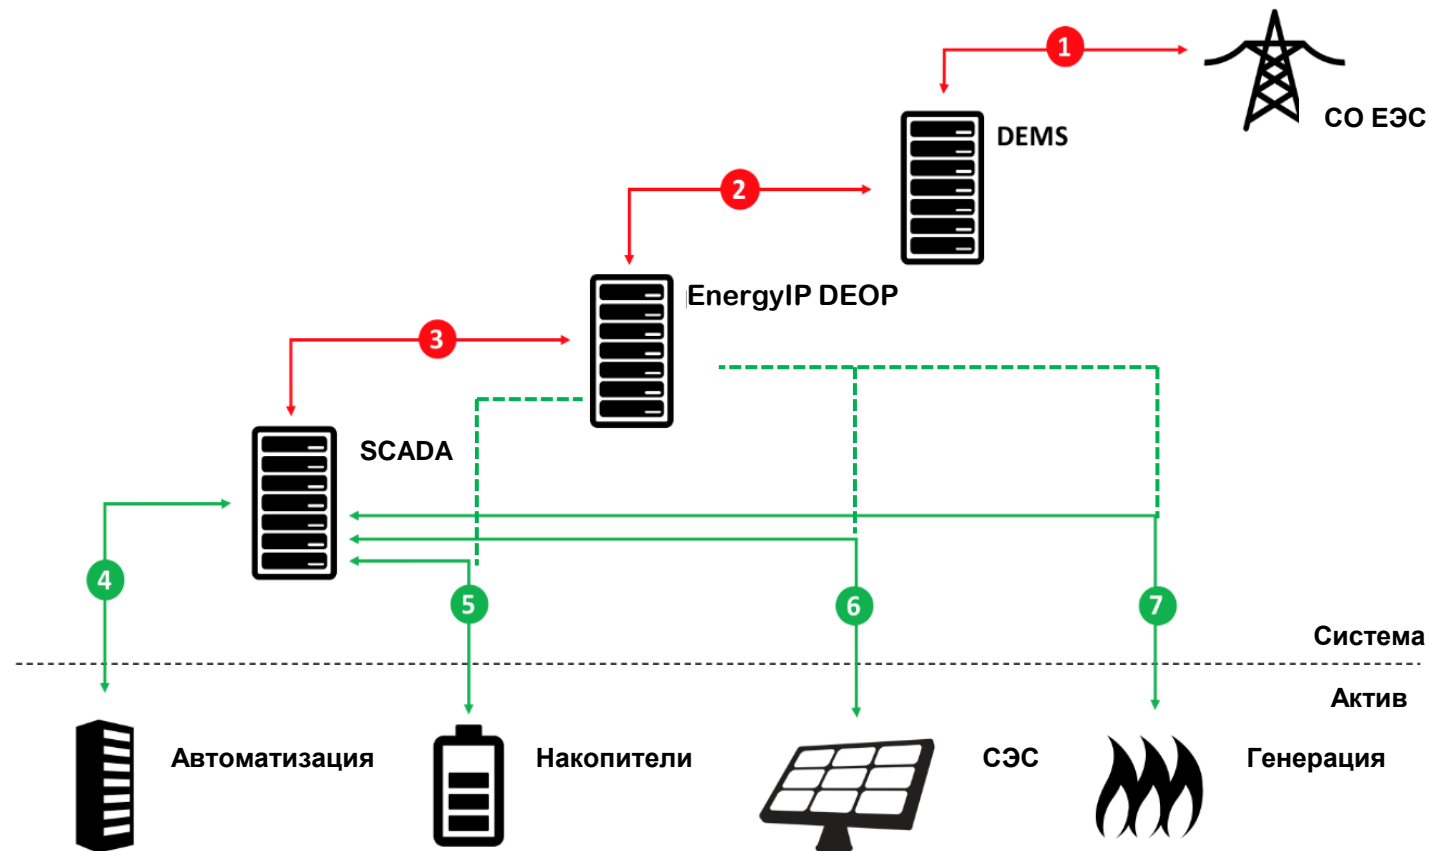 1
СО ЕЭС
DEMS
2
EnergyIP DEOP
3
SCADA
4
5
6
7
Система
Актив
Автоматизация
Накопители
СЭС
Генерация